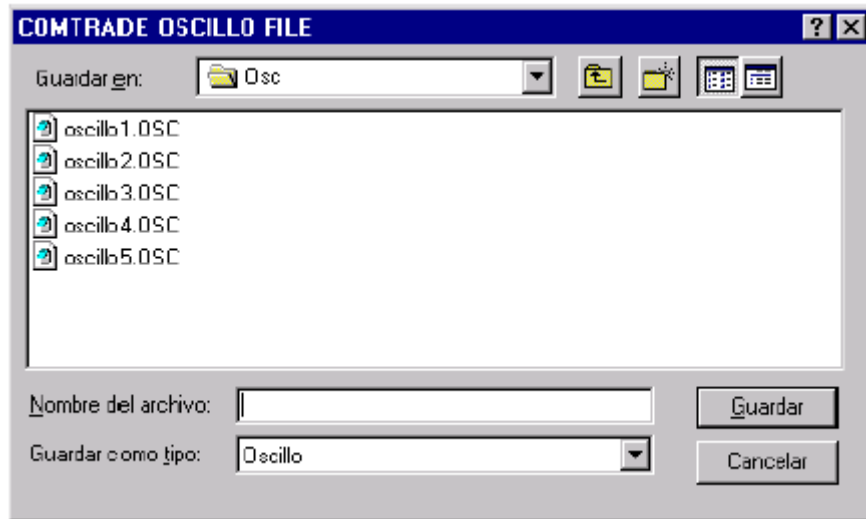 COMTRADE OSCILLO FILE
Guardar en: Osc
oscillo1.OSC
oscillo2.OSC
oscillo3.OSC
oscillo4.OSC
oscillo5.OSC
Nombre del archivo: Guardar
Guardar como tipo: Oscillo Cancelar